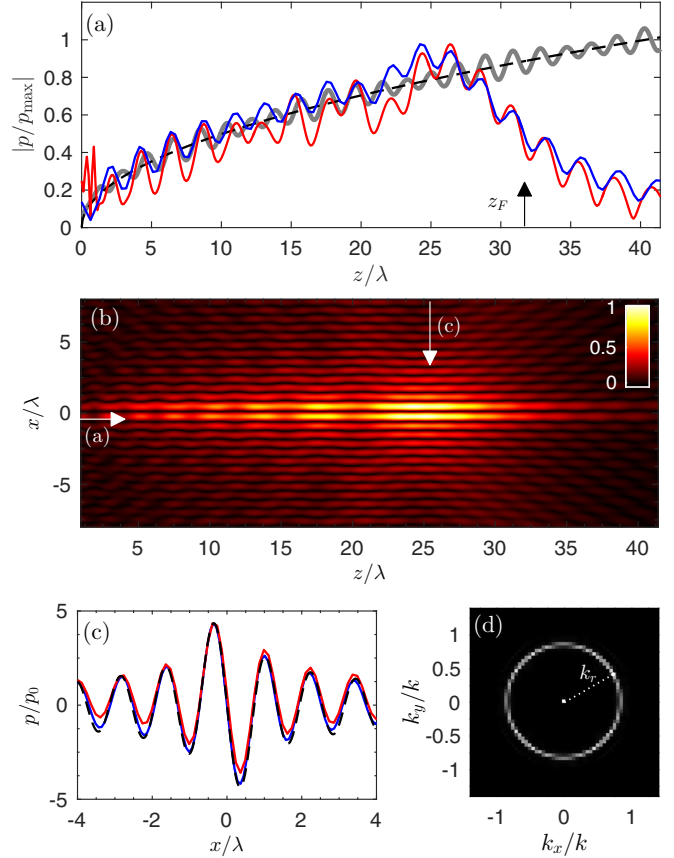 (a)
1
0.8
0.6
0.4
0.2
0
|p/p_max|
z_F
0 5 10 15 20 25 30 35 40
z/λ
(b)
(c)
1
0.5
0
5
0
-5
x/λ
(a)
5 10 15 20 25 30 35 40
z/λ
(c)
5
0
-5
p/p_0
-4 -2 0 2 4
x/λ
(d)
1
0.5
0
-0.5
-1
k_y/k
k_r
-1 0 1
k_x/k